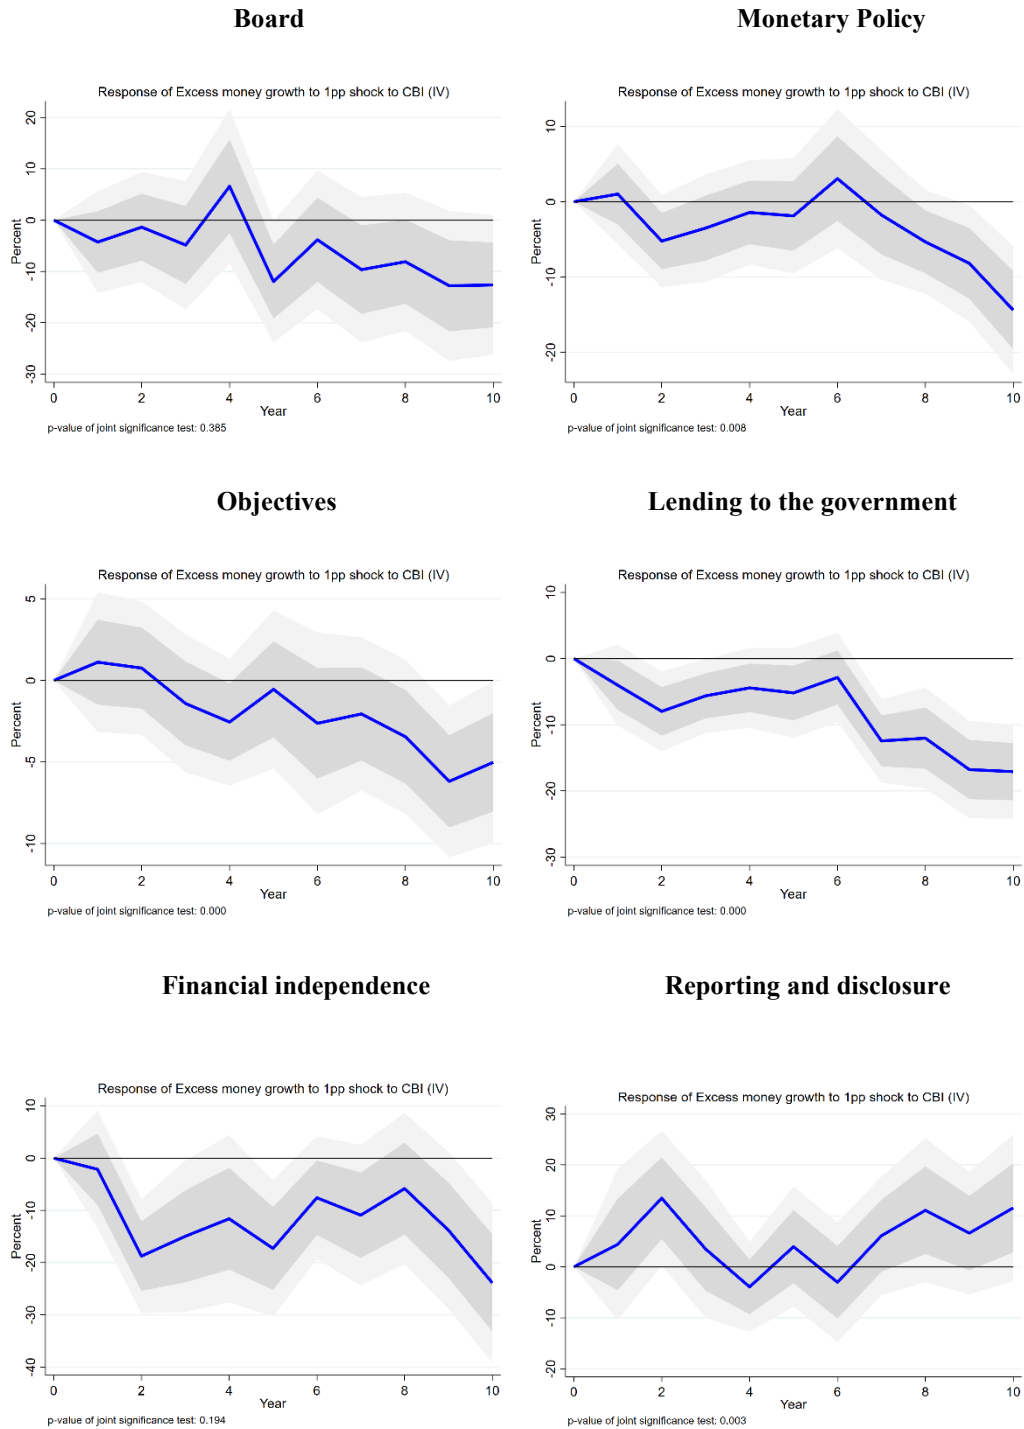 Board
Response of Excess money growth to 1pp shock to CBI (IV)
Percent
20
10
0
-10
-20
-30
0 2 4 6 8 10
Year
p-value of joint significance test: 0.385
Monetary Policy
Response of Excess money growth to 1pp shock to CBI (IV)
Percent
10
0
-10
-20
0 2 4 6 8 10
Year
p-value of joint significance test: 0.008
Objectives
Response of Excess money growth to 1pp shock to CBI (IV)
Percent
5
0
-5
-10
0 2 4 6 8 10
Year
p-value of joint significance test: 0.000
Lending to the government
Response of Excess money growth to 1pp shock to CBI (IV)
Percent
10
0
-10
-20
-30
0 2 4 6 8 10
Year
p-value of joint significance test: 0.000
Financial independence
Response of Excess money growth to 1pp shock to CBI (IV)
Percent
10
0
-10
-20
-30
-40
0 2 4 6 8 10
Year
p-value of joint significance test: 0.194
Reporting and disclosure
Response of Excess money growth to 1pp shock to CBI (IV)
Percent
30
20
10
0
-10
-20
0 2 4 6 8 10
Year
p-value of joint significance test: 0.003